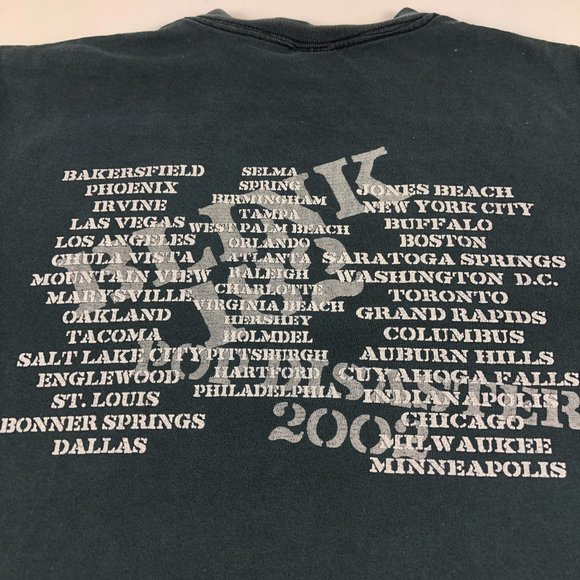 BAKERSFIELD
PHOENIX
IRVINE
LAS VEGAS
LOS ANGELES
CHULA VISTA
MOUNTAIN VIEW
MARYSVILLE
OAKLAND
TACOMA
SALT LAKE CITY
ENGLEWOOD
ST. LOUIS
BONNER SPRINGS
DALLAS
SELMA
SPRING
BIRMINGHAM
TAMPA
WEST PALM BEACH
ORLANDO
ATLANTA
RALEIGH
CHARLOTTE
VIRGINIA BEACH
HERSHEY
HOLMDEL
PITTSBURGH
HARTFORD
PHILADELPHIA
JONES BEACH
NEW YORK CITY
BUFFALO
BOSTON
SARATOGA SPRINGS
WASHINGTON D.C.
TORONTO
GRAND RAPIDS
COLUMBUS
AUBURN HILLS
CUYAHOGA FALLS
INDIANAPOLIS
CHICAGO
MILWAUKEE
MINNEAPOLIS
BLINK
POP DISASTER
2002